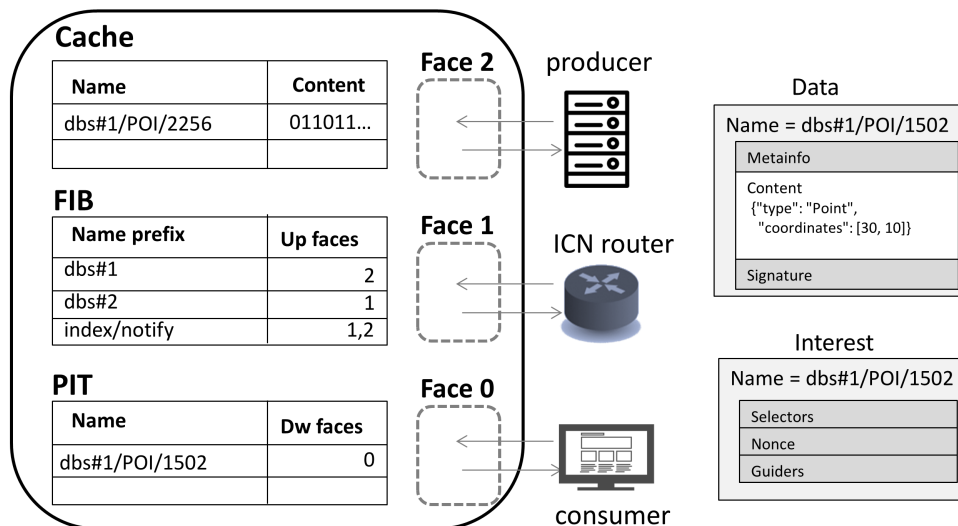 Cache
Name Content
dbs#1/POI/2256 011011...
FIB
Name prefix Up faces
dbs#1 2
dbs#2 1
index/notify 1,2
PIT
Name Dw faces
dbs#1/POI/1502 0
Face 2
Face 1
Face 0
producer
ICN router
consumer
Data
Name = dbs#1/POI/1502
Metainfo
Content
{"type": "Point",
"coordinates": [30, 10]}
Signature
Interest
Name = dbs#1/POI/1502
Selectors
Nonce
Guiders